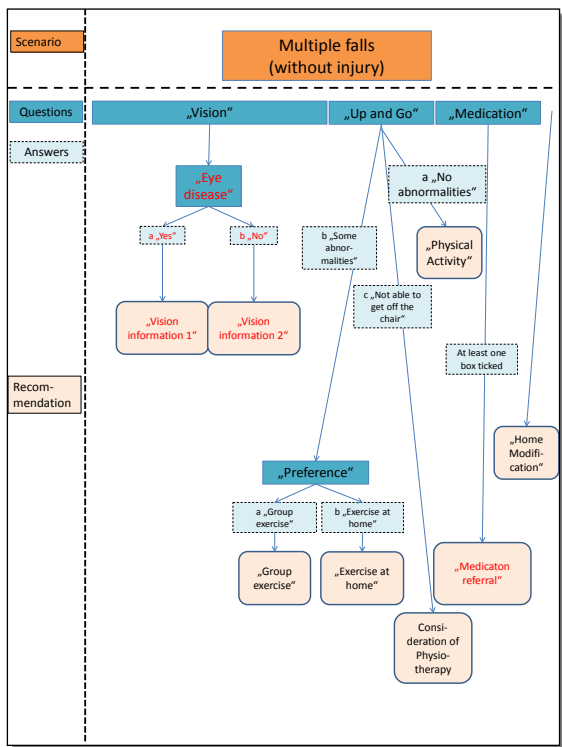 Scenario
Multiple falls
(without injury)
Questions
„Vision“
„Up and Go“
„Medication“
Answers
„Eye
disease“
a „No
abnormalities“
a „Yes“
b „No“
b „Some
abnor-
malities“
„Physical
Activity“
c „Not able to
get off the
chair“
„Vision
information 1“
„Vision
information 2“
At least one
box ticked
Recom-
mendation
„Home
Modifi-
cation“
„Preference“
a „Group
exercise“
b „Exercise at
home“
„Group
exercise“
„Exercise at
home“
„Medicaton
referral“
Consi-
deration of
Physio-
therapy